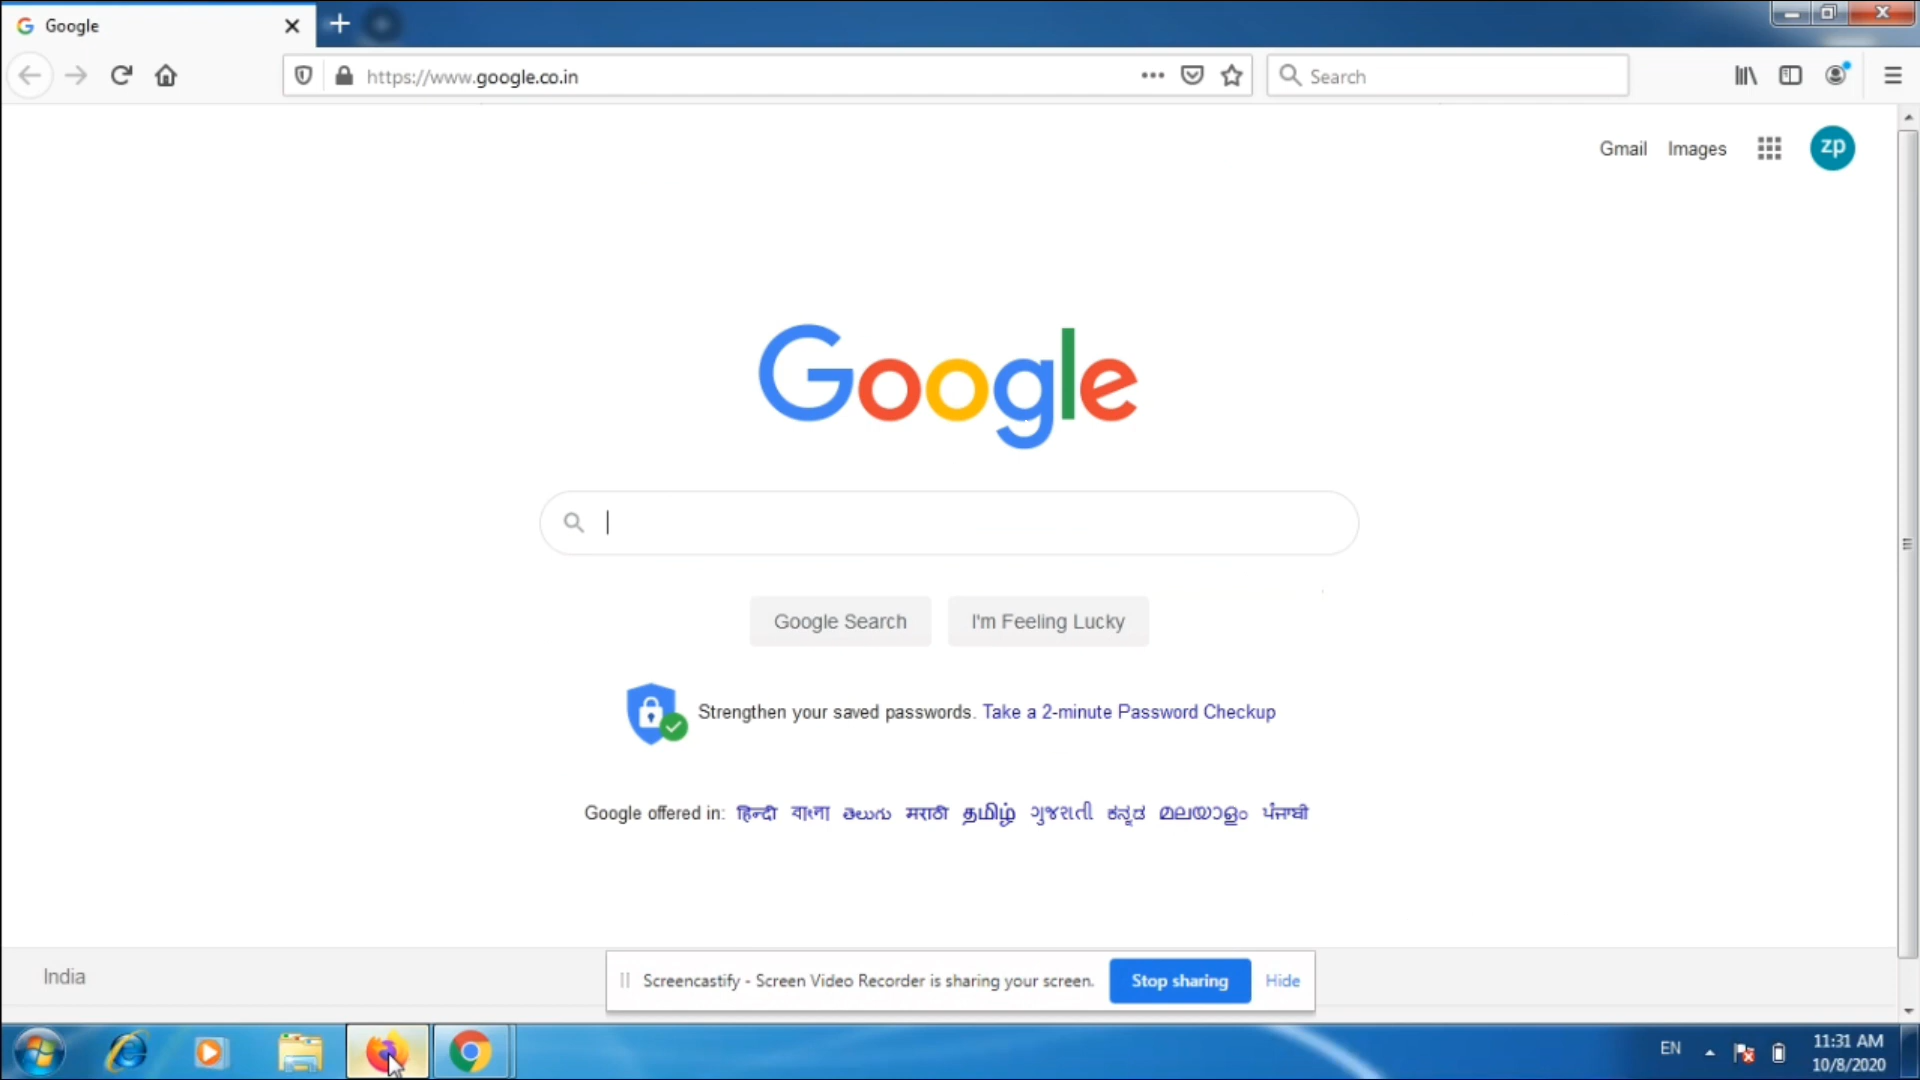 Google
https://www.google.co.in
Search
Gmail Images zp
Google
Google Search I'm Feeling Lucky
Strengthen your saved passwords. Take a 2-minute Password Checkup
Google offered in: हिन्दी বাংলা తెలుగు मराठी தமிழ் ગુજરાતી ಕನ್ನಡ മലയാളം ਪੰਜਾਬੀ
India
Screencastify - Screen Video Recorder is sharing your screen. Stop sharing Hide
EN
11:31 AM
10/8/2020